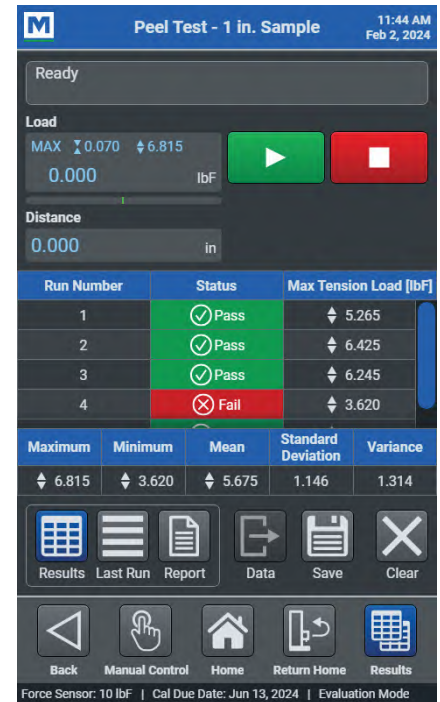 M Peel Test - 1 in. Sample 11:44 AM
Feb 2, 2024
Ready
Load
MAX 0.070 6.815
0.000 lbF
Distance
0.000 in
Run Number Status Max Tension Load [lbF]
1 Pass 5.265
2 Pass 6.425
3 Pass 6.245
4 Fail 3.620
Maximum Minimum Mean Standard Deviation Variance
6.815 3.620 5.675 1.146 1.314
Results Last Run Report Data Save Clear
Back Manual Control Home Return Home Results
Force Sensor: 10 lbF | Cal Due Date: Jun 13, 2024 | Evaluation Mode